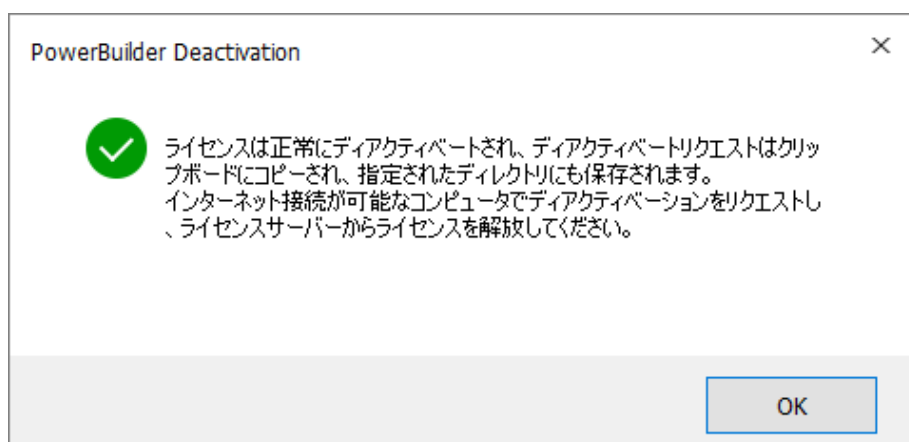 PowerBuilder Deactivation
ライセンスは正常にディアクティベートされ、ディアクティベートリクエストはクリッ
プボードにコピーされ、指定されたディレクトリにも保存されます。
インターネット接続が可能なコンピュータでディアクティベーションをリクエストし
、ライセンスサーバーからライセンスを解放してください。
OK